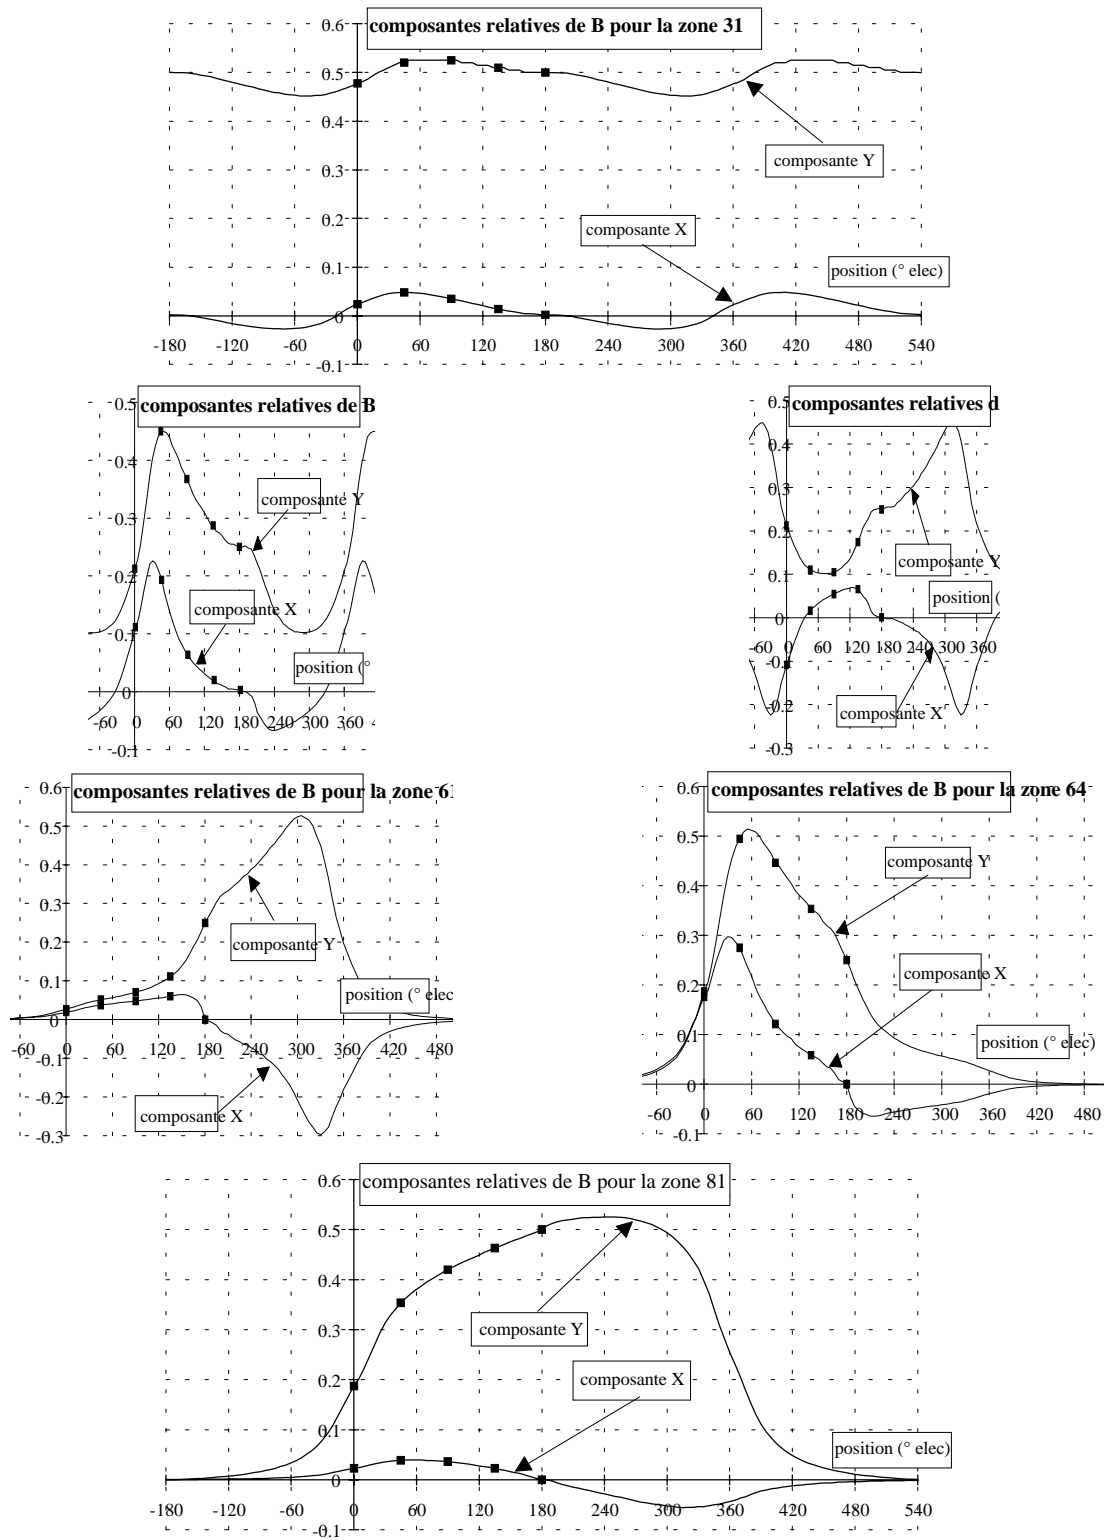 composantes relatives de B pour la zone 31
0.6
0.5
0.4
composante Y
0.3
0.2
composante X
0.1
position (° elec)
0
-180 -120 -60 0 60 120 180 240 300 360 420 480 540
-0.1
composantes relatives de B
0.5
0.4
composante Y
0.3
0.2
composante X
0.1
position (°
0
-60 0 60 120 180 240 300 360
-0.1
composantes relatives d
0.5
0.4
0.3
0.2
composante Y
0.1
position (
0
-60 0 60 120 180 240 300 360
-0.1
-0.2
composante X
-0.3
composantes relatives de B pour la zone 61
0.6
0.5
0.4
0.3
composante Y
0.2
0.1
position (° elec
0
-60 0 60 120 180 240 300 360 420 480
-0.1
-0.2
composante X
-0.3
composantes relatives de B pour la zone 64
0.6
0.5
composante Y
0.4
0.3
composante X
0.2
0.1
position (° elec)
0
-60 0 60 120 180 240 300 360 420 480
-0.1
composantes relatives de B pour la zone 81
0.6
0.5
0.4
0.3
composante Y
0.2
composante X
0.1
position (° elec)
0
-180 -120 -60 0 60 120 180 240 300 360 420 480 540
-0.1